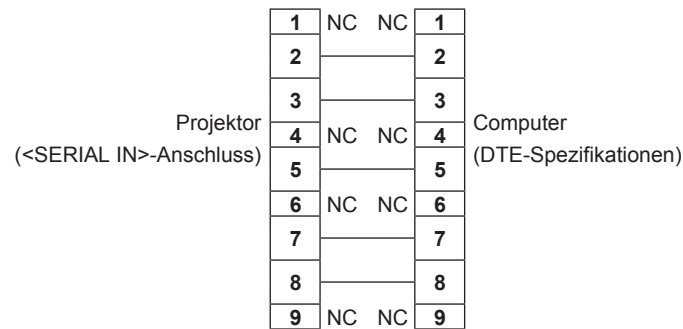 1 NC NC 1
2 2
3 3
Projektor
(<SERIAL IN>-Anschluss)
4 NC NC 4
Computer
(DTE-Spezifikationen)
5 5
6 NC NC 6
7 7
8 8
9 NC NC 9